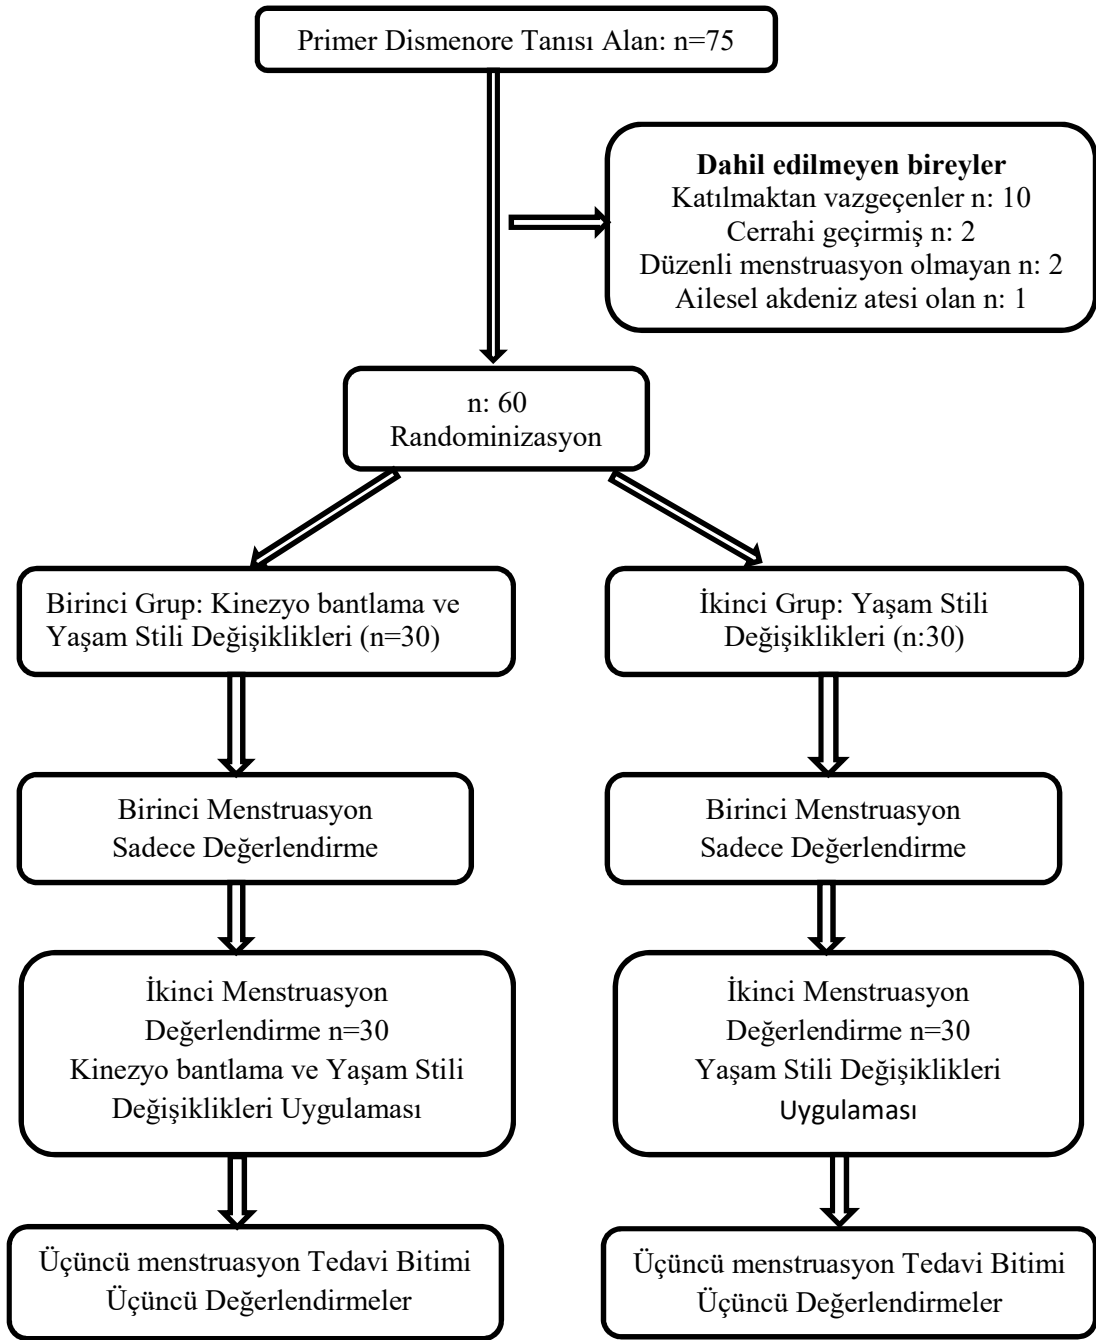 Primer Dismenore Tanısı Alan: n=75
Dahil edilmeyen bireyler
Katılmaktan vazgeçenler n: 10
Cerrahi geçirmiş n: 2
Düzenli menstruasyon olmayan n: 2
Ailesel akdeniz atesi olan n: 1
n: 60
Randominizasyon
Birinci Grup: Kinezyo bantlama ve
Yaşam Stili Değişiklikleri (n=30)
İkinci Grup: Yaşam Stili
Değişiklikleri (n:30)
Birinci Menstruasyon
Sadece Değerlendirme
Birinci Menstruasyon
Sadece Değerlendirme
İkinci Menstruasyon
Değerlendirme n=30
Kinezyo bantlama ve Yaşam Stili
Değişiklikleri Uygulaması
İkinci Menstruasyon
Değerlendirme n=30
Yaşam Stili Değişiklikleri
Uygulaması
Üçüncü menstruasyon Tedavi Bitimi
Üçüncü Değerlendirmeler
Üçüncü menstruasyon Tedavi Bitimi
Üçüncü Değerlendirmeler